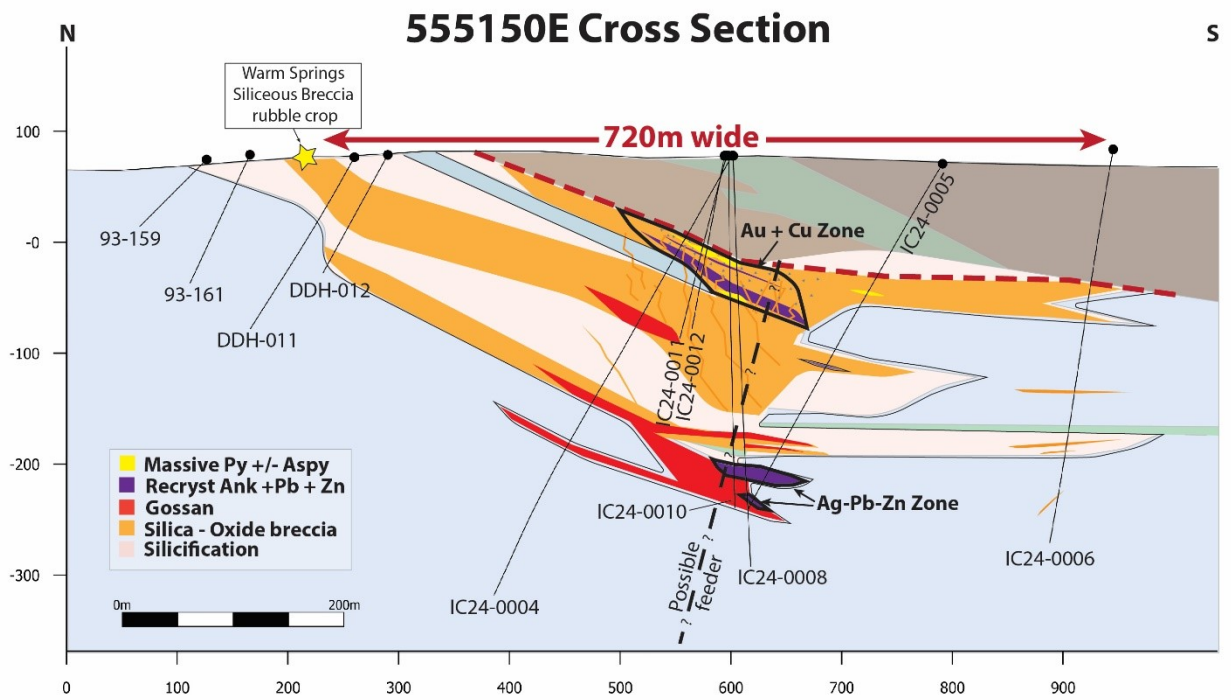 555150E Cross Section
N
S
Warm Springs
Siliceous Breccia
rubble crop
720m wide
100
-0
-100
-200
-300
93-159
93-161
DDH-011
DDH-012
Au + Cu Zone
IC24-0005
IC24-0011
IC24-0012
?
?
?
?
?
Massive Py +/- Aspy
Recryst Ank +Pb + Zn
Gossan
Silica - Oxide breccia
Silicification
0m
200m
Ag-Pb-Zn Zone
IC24-0010
IC24-0008
IC24-0006
IC24-0004
Possible
feeder
0
100
200
300
400
500
600
700
800
900